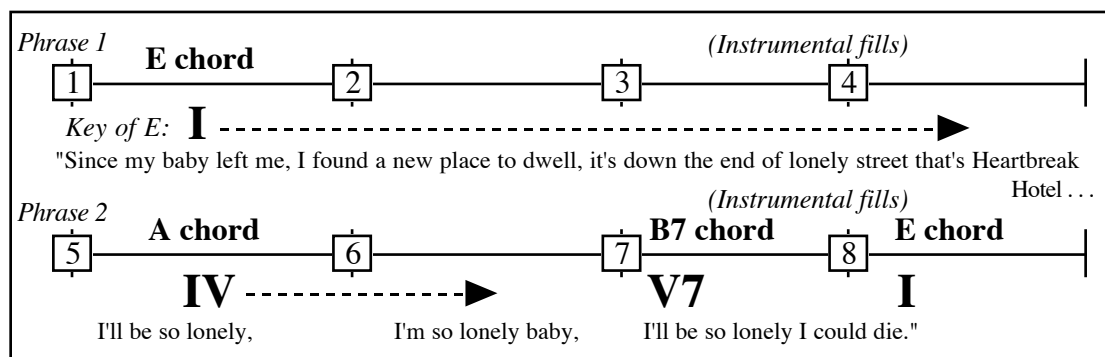 Phrase 1
E chord (Instrumental fills)
1 2 3 4
Key of E: I
"Since my baby left me, I found a new place to dwell, it's down the end of lonely street that's Heartbreak
Hotel . . .
Phrase 2 (Instrumental fills)
A chord B7 chord E chord
5 6 7 8
IV V7 I
I'll be so lonely, I'm so lonely baby, I'll be so lonely I could die."